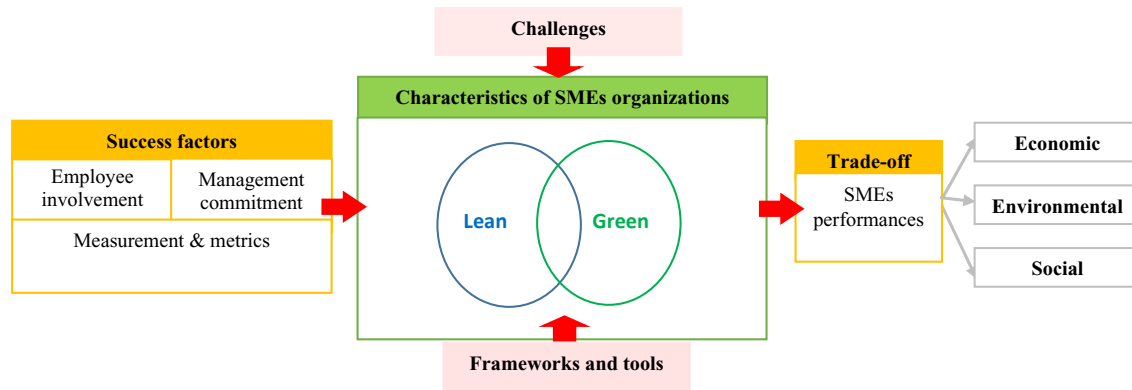 Challenges
Characteristics of SMEs organizations
Success factors
Employee
involvement
Management
commitment
Measurement & metrics
Lean
Green
Trade-off
SMEs
performances
Economic
Environmental
Social
Frameworks and tools